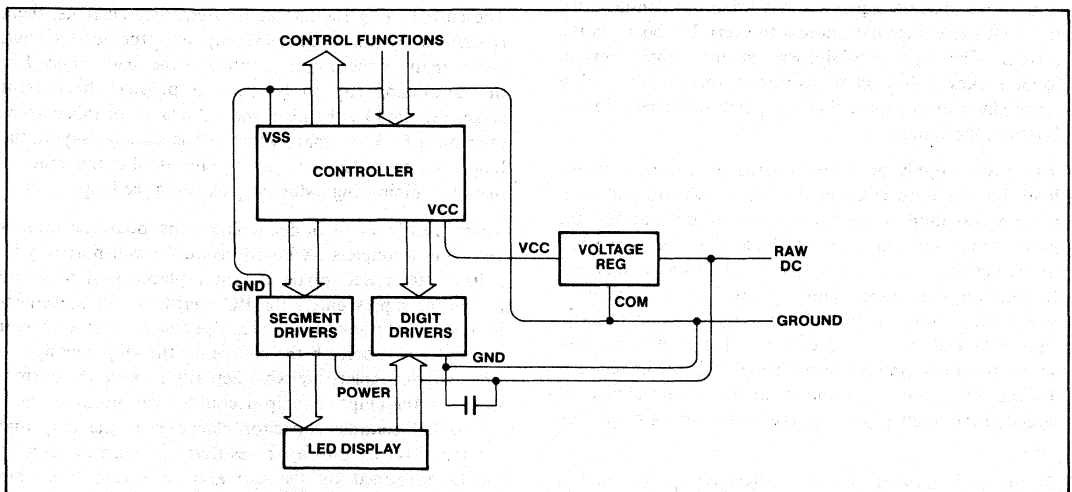 CONTROL FUNCTIONS
VSS
CONTROLLER
VCC
VCC
VOLTAGE
REG
RAW
DC
COM
GND
GROUND
SEGMENT
DRIVERS
DIGIT
DRIVERS
GND
POWER
LED DISPLAY